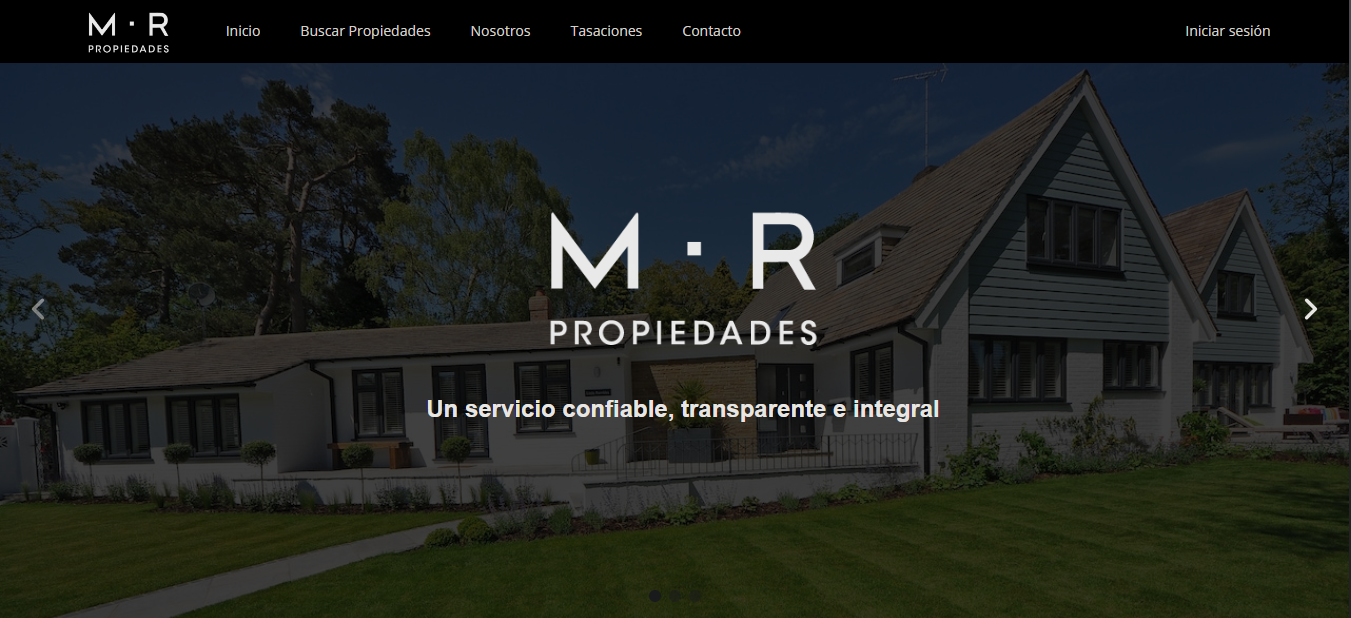 M · R
PROPIEDADES
Inicio
Buscar Propiedades
Nosotros
Tasaciones
Contacto
Iniciar sesión
M · R
PROPIEDADES
Un servicio confiable, transparente e integral